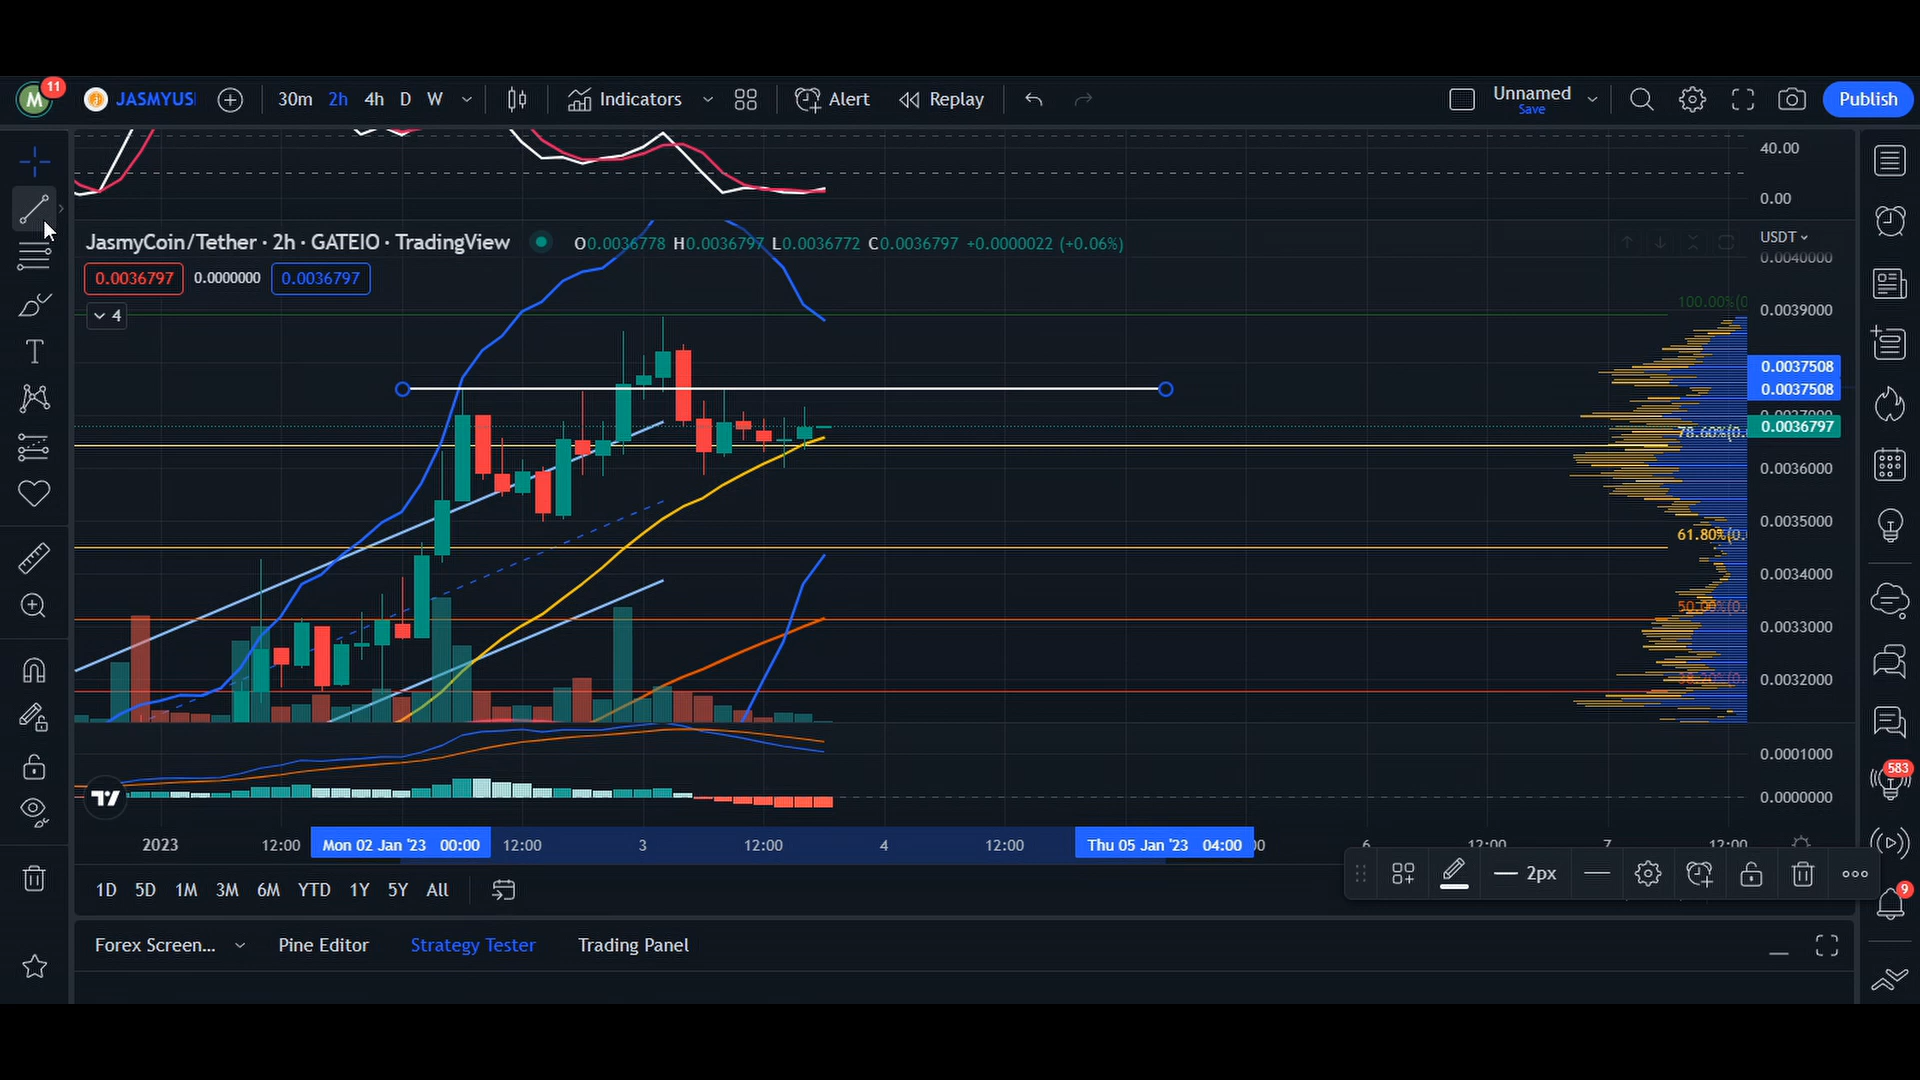 M 11 JASMYUS 30m 2h 4h D W Indicators Alert Replay Unnamed Save Publish
40.00
0.00
JasmyCoin/Tether · 2h · GATEIO · TradingView O0.0036778 H0.0036797 L0.0036772 C0.0036797 +0.0000022 (+0.06%)
USDT
0.0040000
0.0036797 0.0000000 0.0036797
100.00%(0
0.0039000
4
0.0037508
0.0037508
0.0036797
78.60%(0.
0.0036000
0.0035000
61.80%(0.
0.0034000
50.00%(0.
0.0033000
0.0032000
T
0.0001000
583
0.0000000
2023 12:00 Mon 02 Jan '23 00:00 12:00 3 12:00 4 12:00 Thu 05 Jan '23 04:00 6 12:00 7 12:00
2px
1D 5D 1M 3M 6M YTD 1Y 5Y All
9
Forex Screen... Pine Editor Strategy Tester Trading Panel